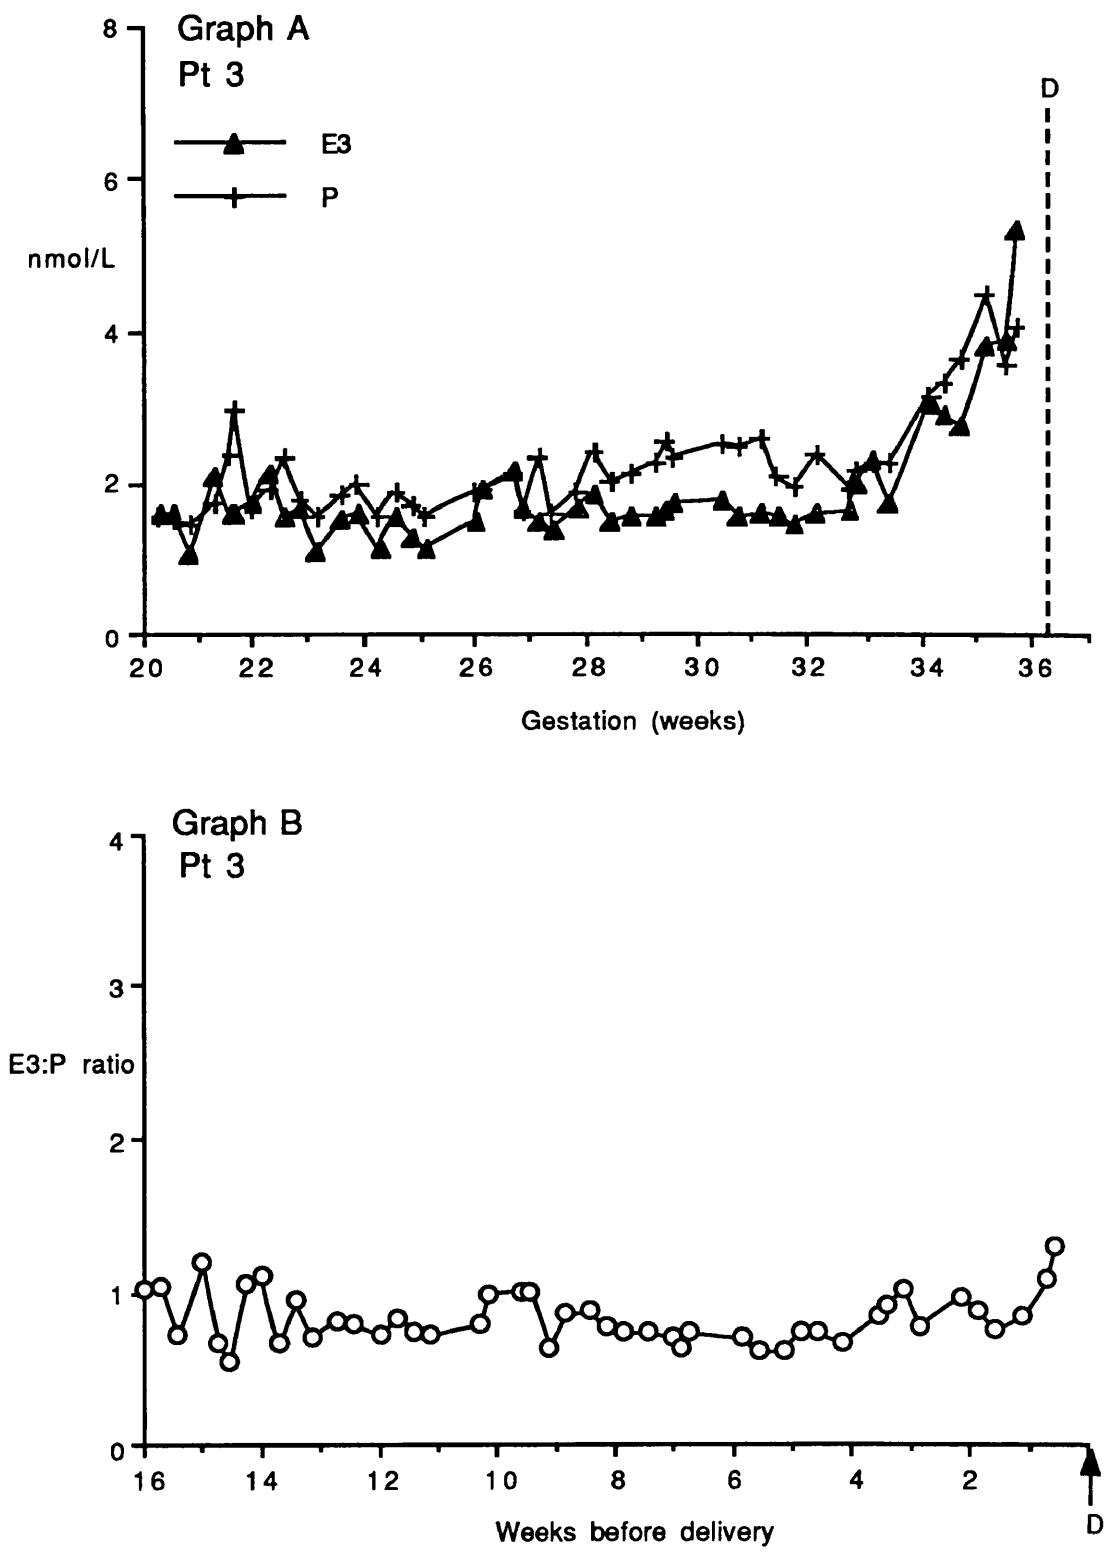 Graph A
Pt 3
E3
P
D
8
6
nmol/L
4
2
0
20 22 24 26 28 30 32 34 36
Gestation (weeks)
Graph B
Pt 3
4
3
E3:P ratio
2
1
0
16 14 12 10 8 6 4 2
D
Weeks before delivery